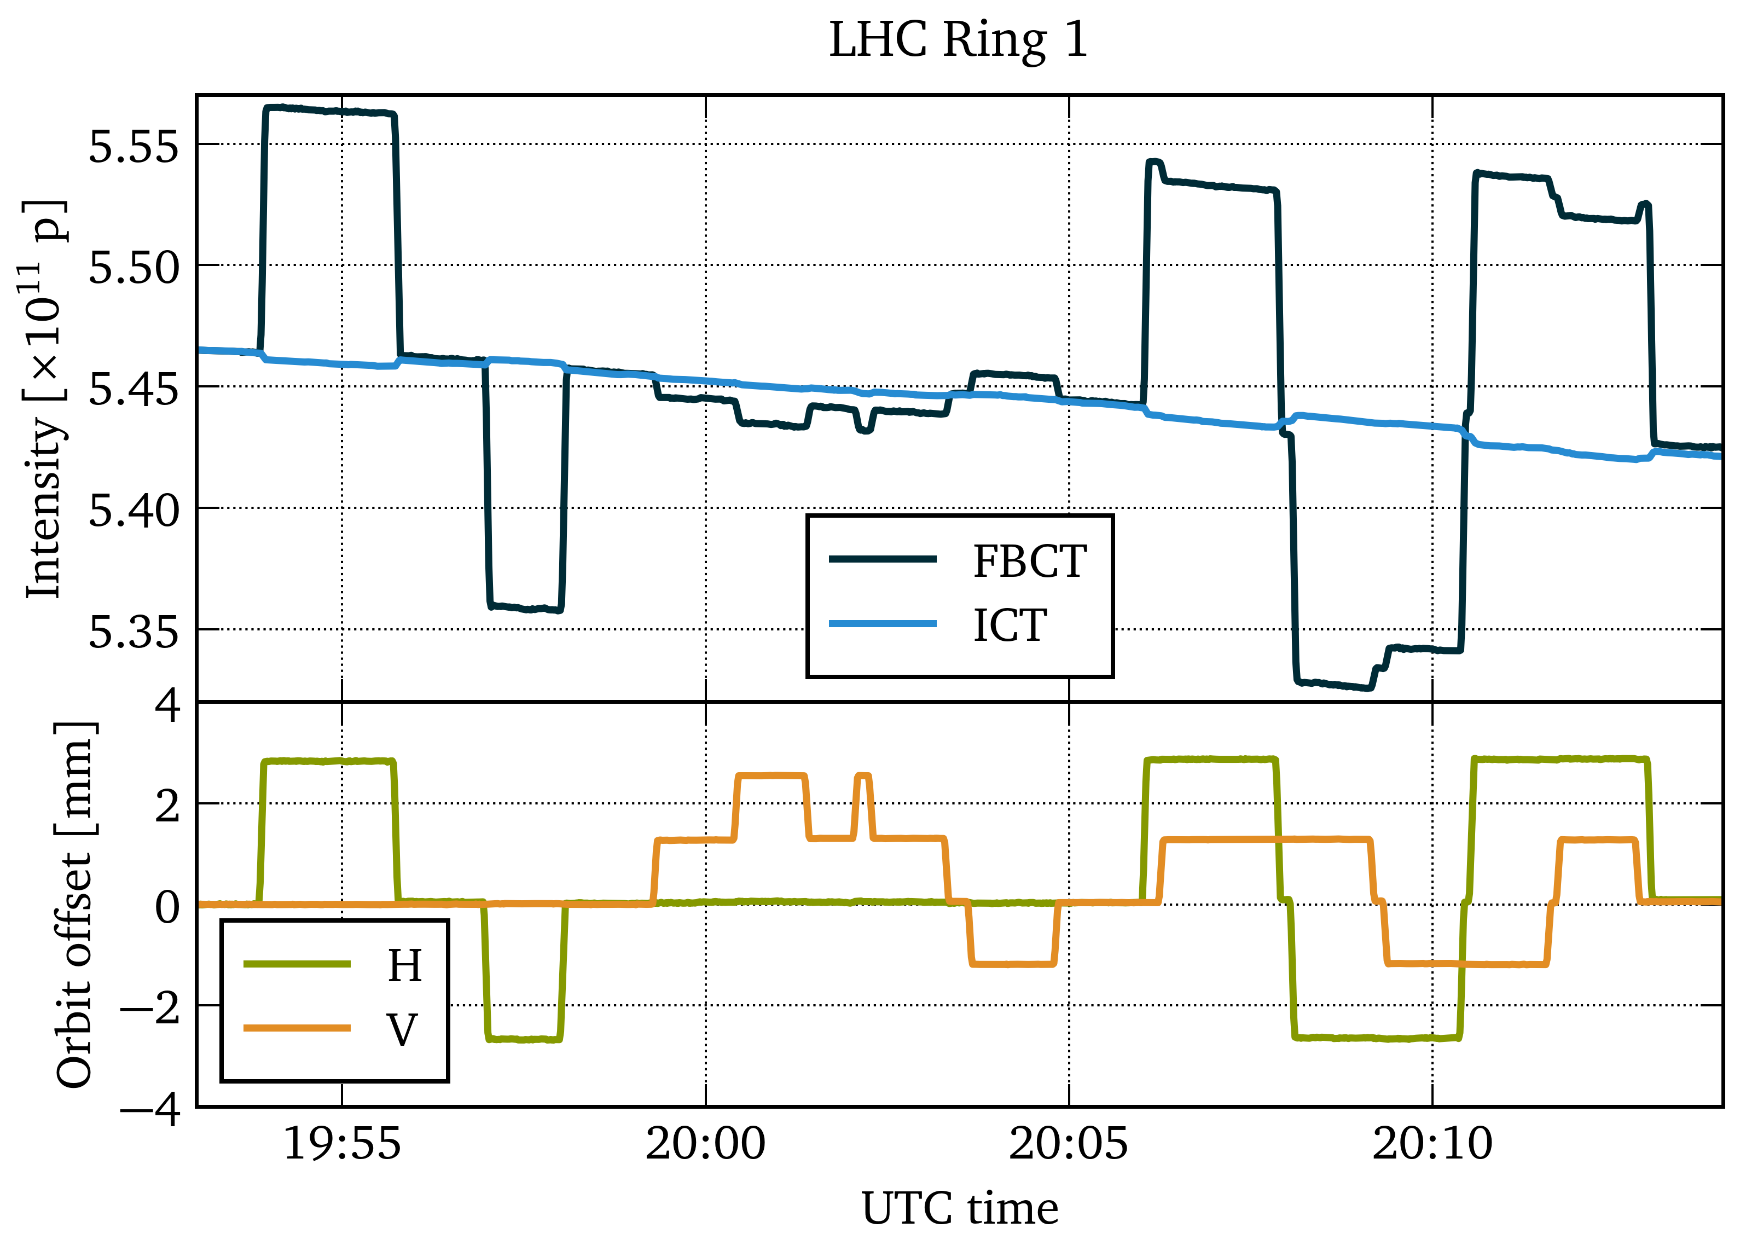 LHC Ring 1
Intensity [×10¹¹ p]
5.55
5.50
5.45
5.40
5.35
FBCT
ICT
Orbit offset [mm]
4
2
0
−2
−4
H
V
19:55 20:00 20:05 20:10
UTC time